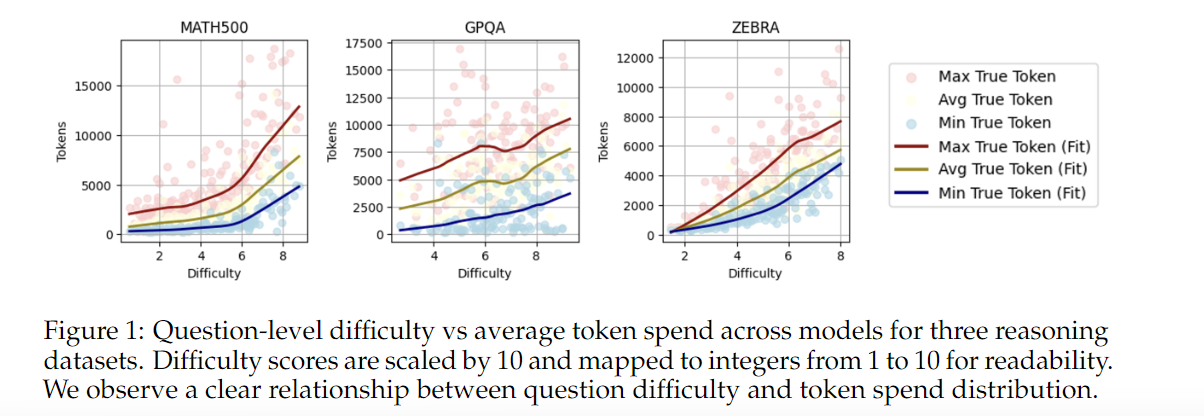 MATH500
GPQA
ZEBRA
Tokens
15000
10000
5000
0
2 4 6 8
Difficulty
Tokens
17500
15000
12500
10000
7500
5000
2500
0
4 6 8
Difficulty
Tokens
12000
10000
8000
6000
4000
2000
0
2 4 6 8
Difficulty
Max True Token
Avg True Token
Min True Token
Max True Token (Fit)
Avg True Token (Fit)
Min True Token (Fit)
Figure 1: Question-level difficulty vs average token spend across models for three reasoning
datasets. Difficulty scores are scaled by 10 and mapped to integers from 1 to 10 for readability.
We observe a clear relationship between question difficulty and token spend distribution.